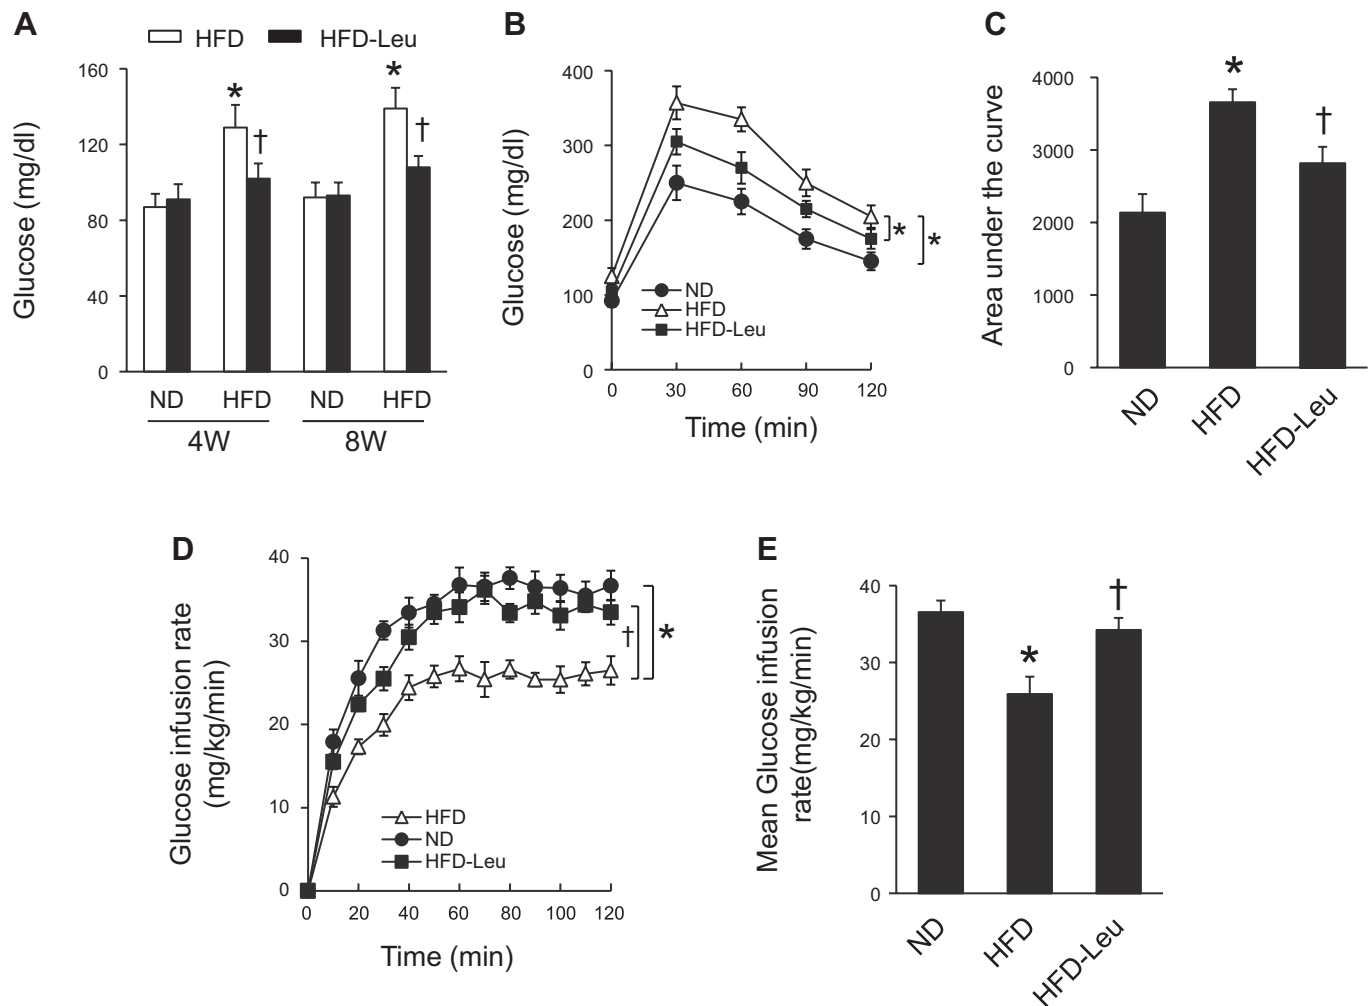 A
HFD
HFD-Leu
160
120
80
40
0
Glucose (mg/dl)
*
†
*
†
ND
HFD
ND
HFD
4W
8W
B
400
300
200
100
0
Glucose (mg/dl)
ND
HFD
HFD-Leu
*
*
0
30
60
90
120
Time (min)
C
4000
3000
2000
1000
0
Area under the curve
*
†
ND
HFD
HFD-Leu
D
40
30
20
10
0
Glucose infusion rate
(mg/kg/min)
†
*
HFD
ND
HFD-Leu
0
20
40
60
80
100
120
Time (min)
E
40
30
20
10
0
Mean Glucose infusion
rate(mg/kg/min)
*
†
ND
HFD
HFD-Leu